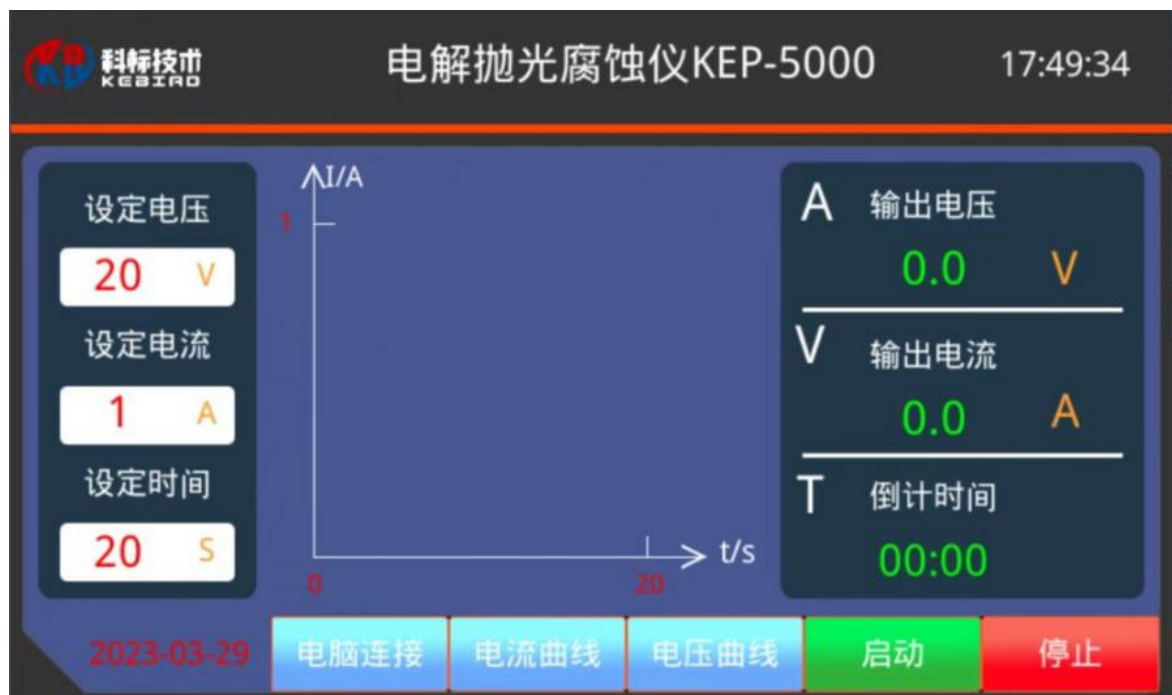 科标技术
KEBIAO
电解抛光腐蚀仪KEP-5000
17:49:34
设定电压
20 V
设定电流
1 A
设定时间
20 S
I/A
1
0
20
t/s
A 输出电压
0.0 V
V 输出电流
0.0 A
T 倒计时间
00:00
2023-03-29
电脑连接
电流曲线
电压曲线
启动
停止